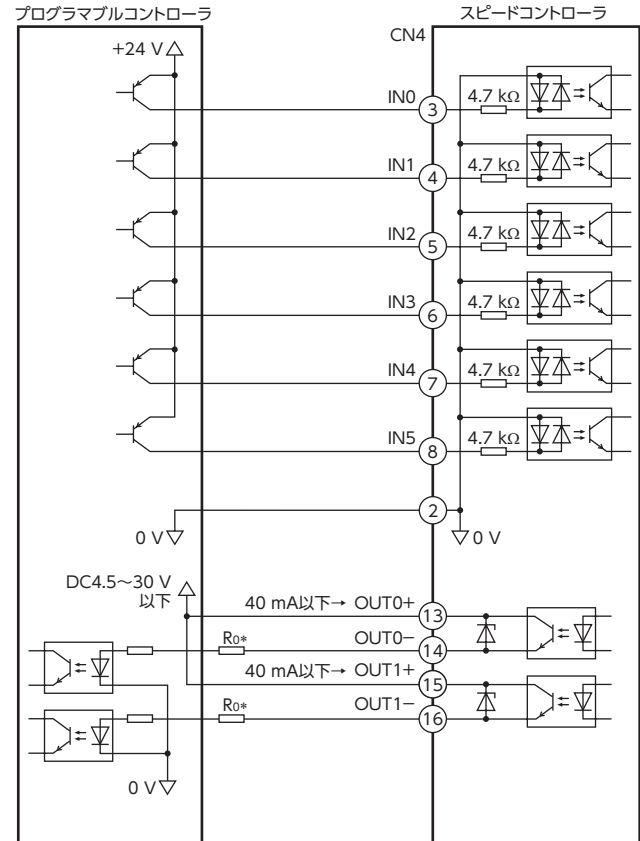 プログラマブルコントローラ
スピードコントローラ
CN4
+24 V
IN0
3
4.7 kΩ
IN1
4
4.7 kΩ
IN2
5
4.7 kΩ
IN3
6
4.7 kΩ
IN4
7
4.7 kΩ
IN5
8
4.7 kΩ
2
0 V
0 V
DC4.5～30 V
以下
40 mA以下→ OUT0+
13
R0*
OUT0−
14
40 mA以下→ OUT1+
15
R0*
OUT1−
16
0 V